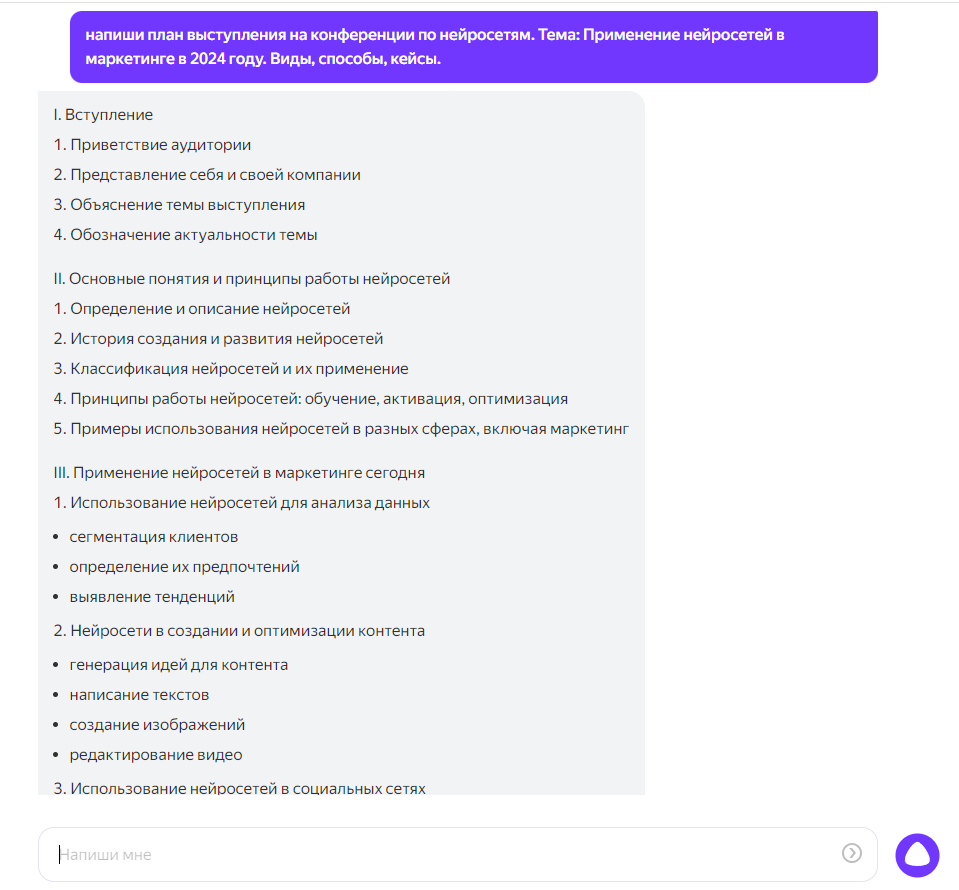 напиши план выступления на конференции по нейросетям. Тема: Применение нейросетей в
маркетинге в 2024 году. Виды, способы, кейсы.
I. Вступление
1. Приветствие аудитории
2. Представление себя и своей компании
3. Объяснение темы выступления
4. Обозначение актуальности темы
II. Основные понятия и принципы работы нейросетей
1. Определение и описание нейросетей
2. История создания и развития нейросетей
3. Классификация нейросетей и их применение
4. Принципы работы нейросетей: обучение, активация, оптимизация
5. Примеры использования нейросетей в разных сферах, включая маркетинг
III. Применение нейросетей в маркетинге сегодня
1. Использование нейросетей для анализа данных
• сегментация клиентов
• определение их предпочтений
• выявление тенденций
2. Нейросети в создании и оптимизации контента
• генерация идей для контента
• написание текстов
• создание изображений
• редактирование видео
3. Использование нейросетей в социальных сетях
Напиши мне